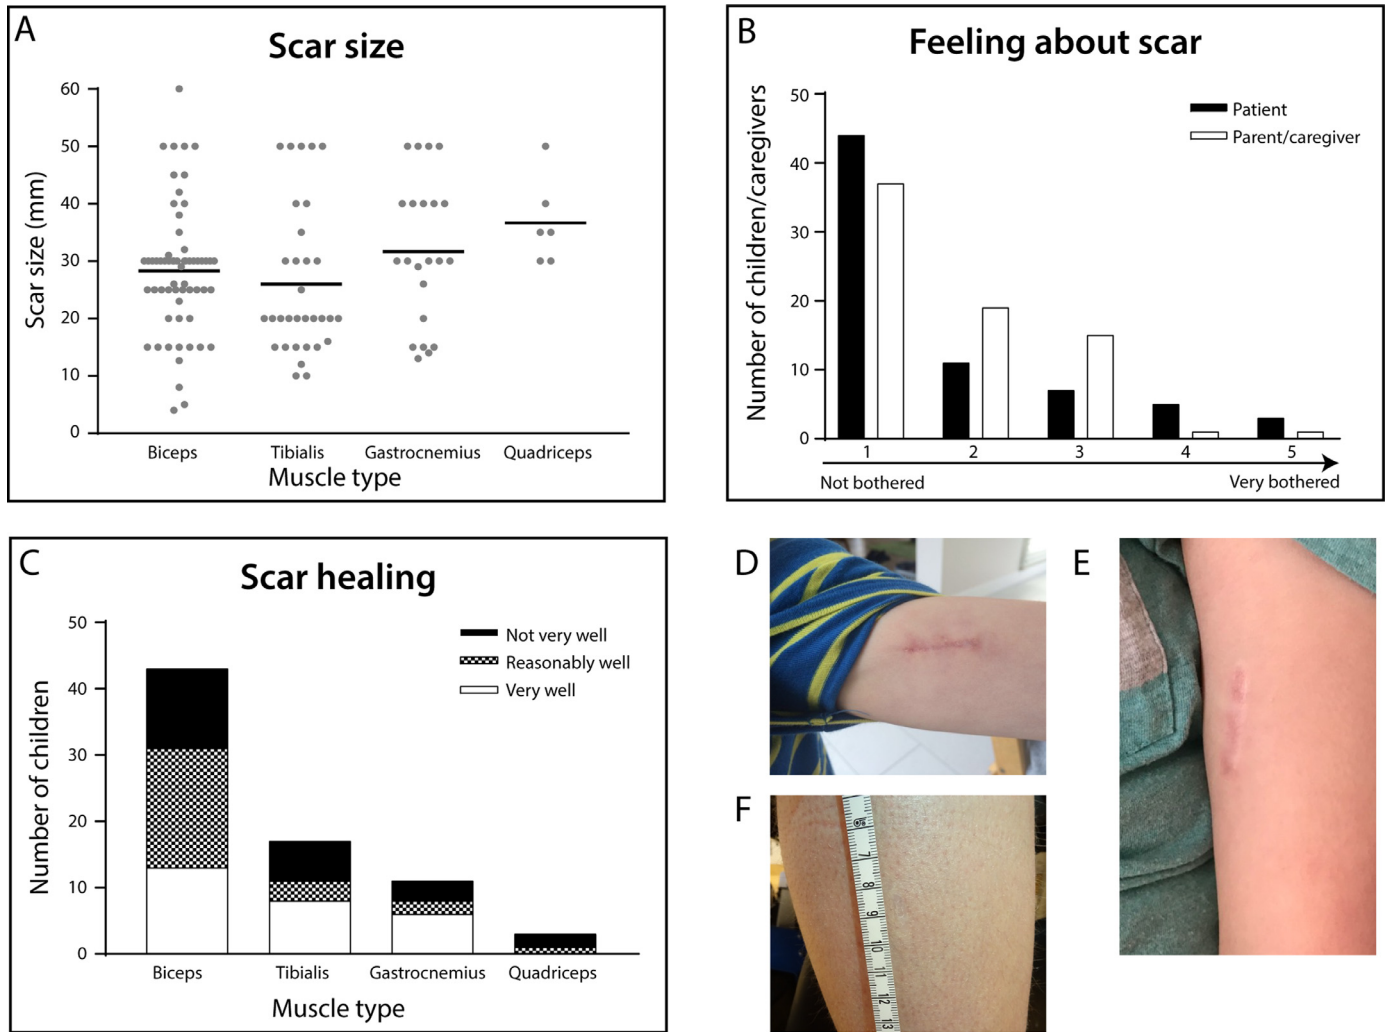 A
Scar size
Scar size (mm)
60
50
40
30
20
10
0
Biceps Tibialis Gastrocnemius Quadriceps
Muscle type
B
Feeling about scar
Number of children/caregivers
50
40
30
20
10
0
Patient
Parent/caregiver
1 2 3 4 5
Not bothered Very bothered
C
Scar healing
Number of children
50
40
30
20
10
0
Not very well
Reasonably well
Very well
Biceps Tibialis Gastrocnemius Quadriceps
Muscle type
D
E
F
7
8
9
10
11
12
13